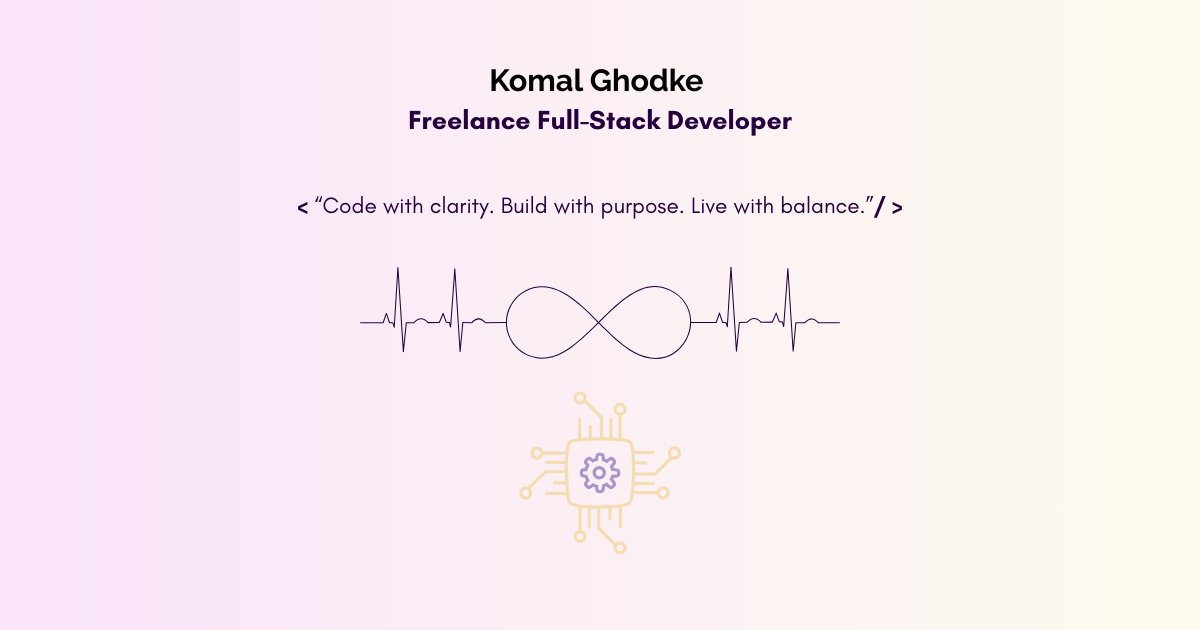 Komal Ghodke
Freelance Full-Stack Developer
< “Code with clarity. Build with purpose. Live with balance.”/ >